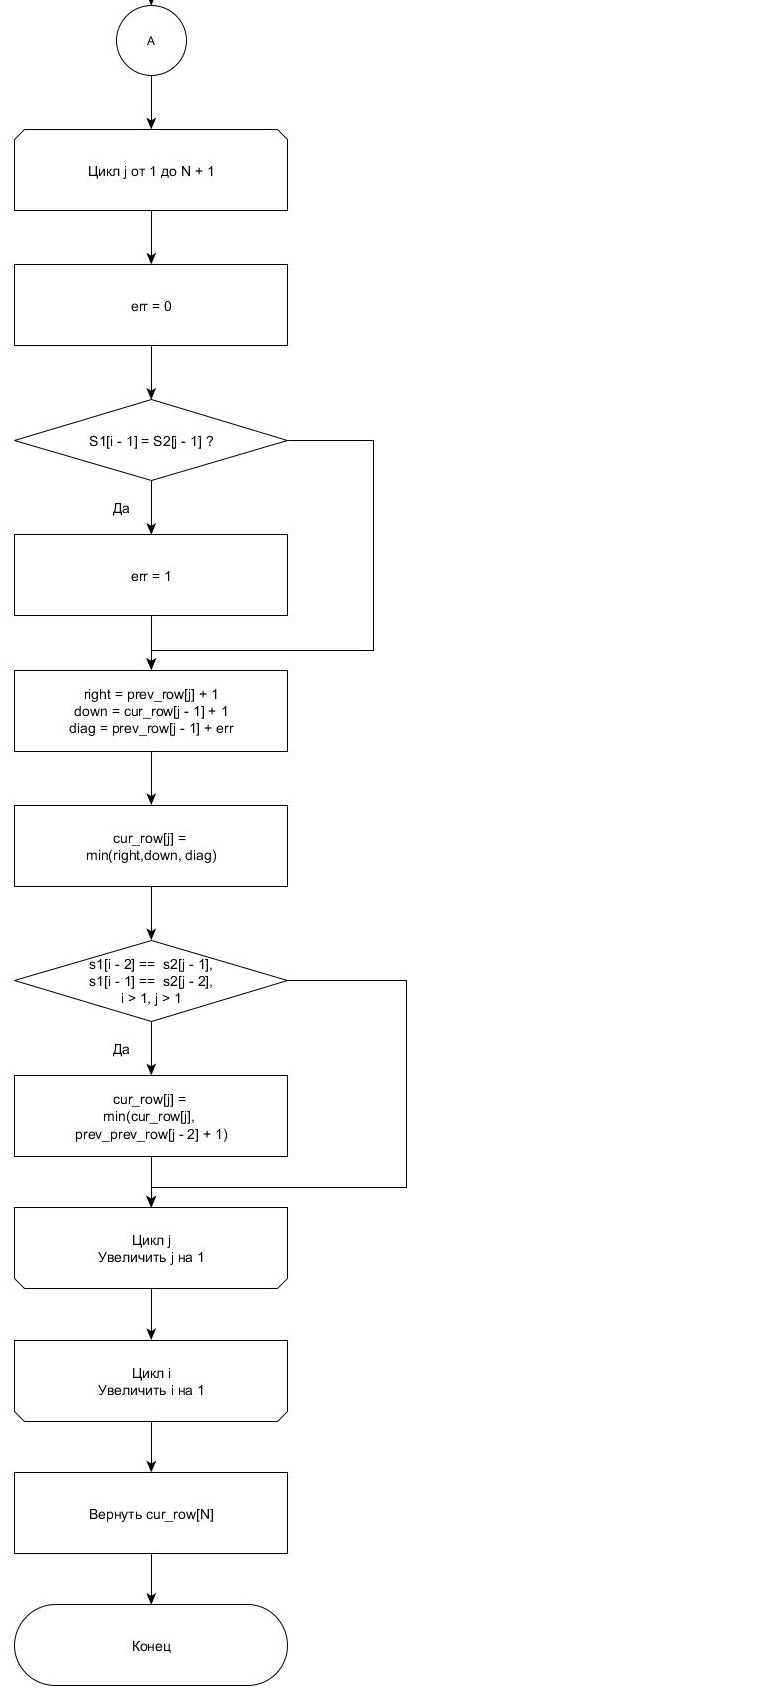 A
Цикл j от 1 до N + 1
err = 0
S1[i - 1] = S2[j - 1] ?
Да
err = 1
right = prev_row[j] + 1
down = cur_row[j - 1] + 1
diag = prev_row[j - 1] + err
cur_row[j] =
min(right,down, diag)
s1[i - 2] == s2[j - 1],
s1[i - 1] == s2[j - 2],
i > 1, j > 1
Да
cur_row[j] =
min(cur_row[j],
prev_prev_row[j - 2] + 1)
Цикл j
Увеличить j на 1
Цикл i
Увеличить i на 1
Вернуть cur_row[N]
Конец